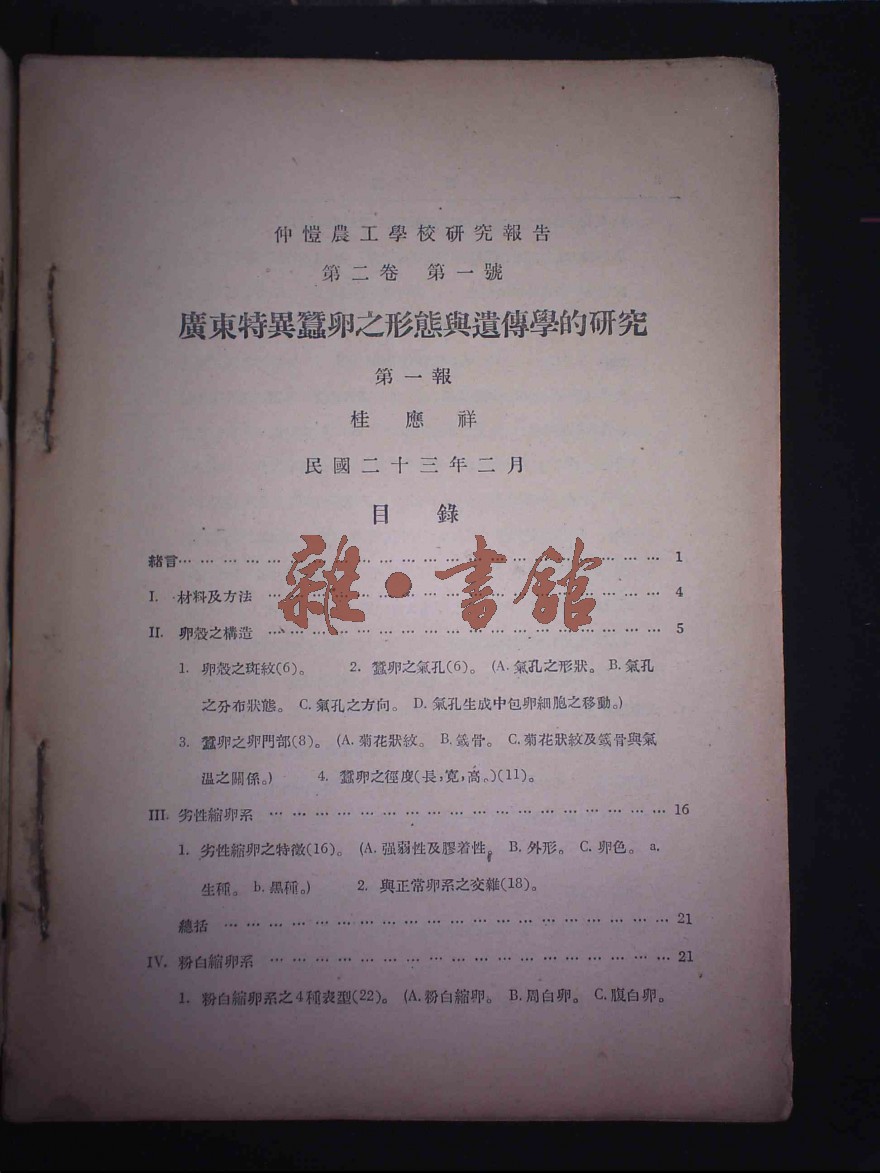 仲愷農工學校研究報告
第二卷 第一號
廣東特異蠶卵之形態與遺傳學的研究
第一報
桂應祥
民國二十三年二月
目錄
緒言… … … … … … … … … … … … … … … … … … … … … … 1
I. 材料及方法 … … … … … … … … … … … … … … … … … … 4
II. 卵殼之構造 … … … … … … … … … … … … … … … … … … 5
1. 卵殼之斑紋(6)。 2. 蠶卵之氣孔(6)。 (A. 氣孔之形狀。 B. 氣孔
之分布狀態。 C. 氣孔之方向。 D. 氣孔生成中包卵細胞之移動。)
3. 蠶卵之卵門部(8)。 (A. 菊花狀紋。 B. 骨。 C. 菊花狀紋及骨與氣
溫之關係。) 4. 蠶卵之徑度(長,寬,高。)(11)。
III. 劣性縮卵系 … … … … … … … … … … … … … … … … … … 16
1. 劣性縮卵之特徵(16)。 (A. 强弱性及膠着性。 B. 外形。 C. 卵色。 a.
生種。 b. 黑種。) 2. 與正常卵系之交雜(18)。
總括 … … … … … … … … … … … … … … … … … … … … 21
IV. 粉白縮卵系 … … … … … … … … … … … … … … … … … … 21
1. 粉白縮卵系之4種表型(22)。 (A. 粉白縮卵。 B. 周白卵。 C. 腹白卵。
雜·書館